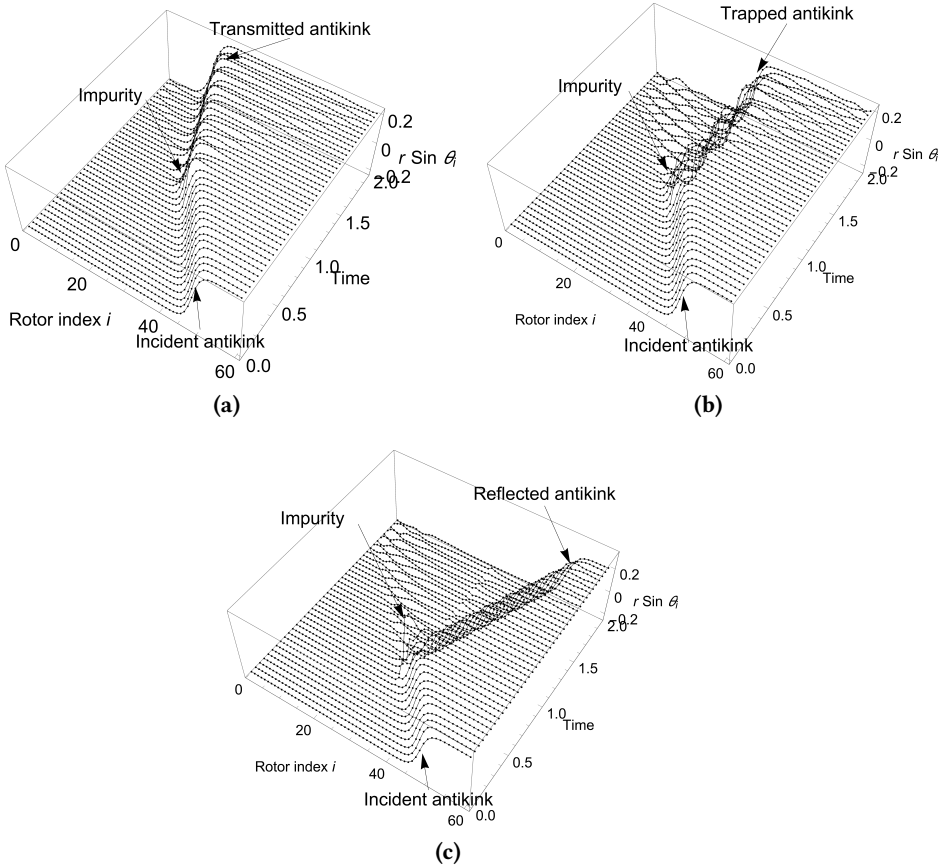 Transmitted antikink
Impurity
0.2
0
r Sin θi
−0.2
2.0
1.5
1.0
Time
0.5
0.0
0
20
40
60
Rotor index i
Incident antikink
(a)
Trapped antikink
Impurity
0.2
0
r Sin θi
−0.2
2.0
1.5
1.0
Time
0.5
0.0
0
20
40
60
Rotor index i
Incident antikink
(b)
Reflected antikink
Impurity
0.2
0
r Sin θi
−0.2
2.0
1.5
1.0
Time
0.5
0.0
0
20
40
60
Rotor index i
Incident antikink
(c)